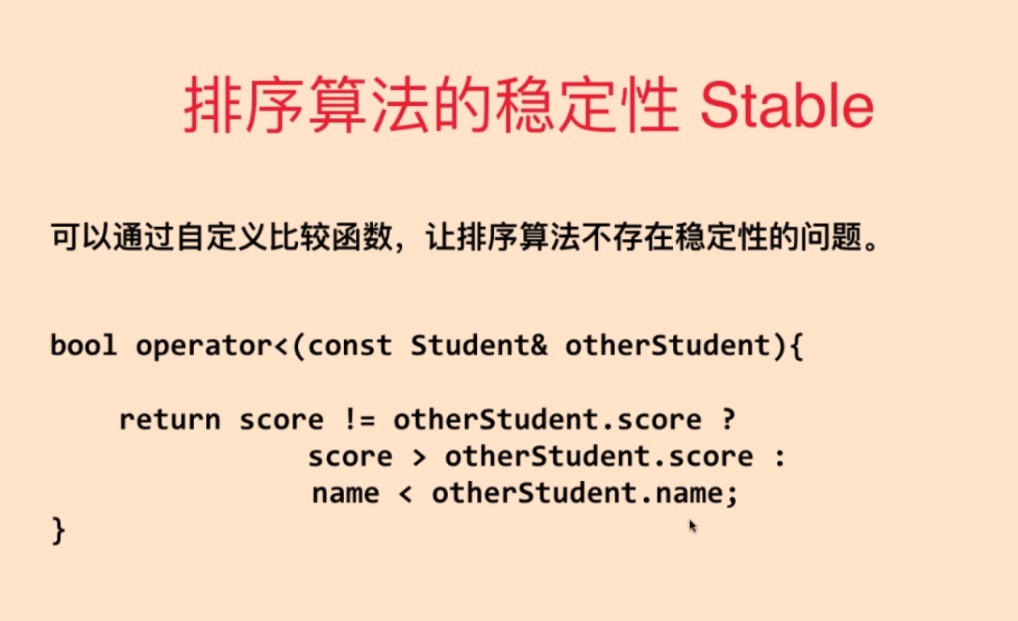 排序算法的稳定性 Stable
可以通过自定义比较函数，让排序算法不存在稳定性的问题。
bool operator<(const Student& otherStudent){
return score != otherStudent.score ?
score > otherStudent.score :
name < otherStudent.name;
}